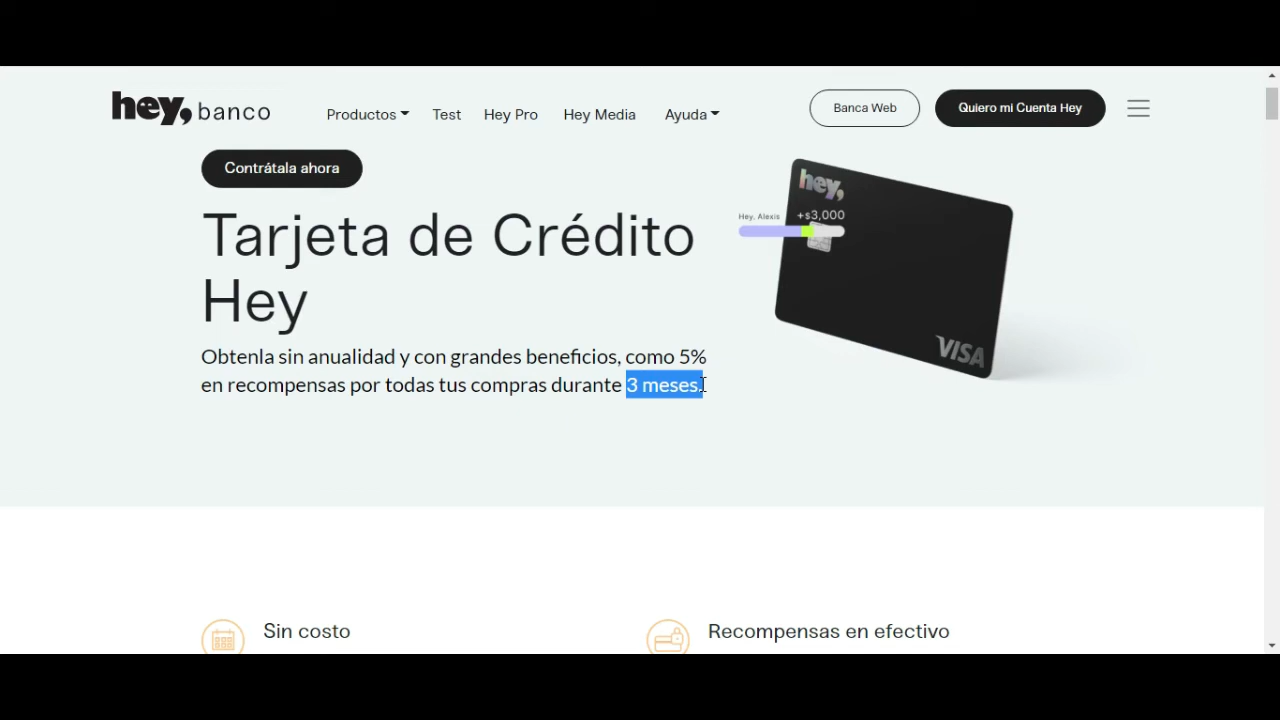 hey, banco
Productos Test Hey Pro Hey Media Ayuda
Banca Web
Quiero mi Cuenta Hey
Contrátala ahora
Tarjeta de Crédito
Hey
Obtenla sin anualidad y con grandes beneficios, como 5%
en recompensas por todas tus compras durante 3 meses.
hey,
Hey, Alexis +$3,000
VISA
Sin costo
Recompensas en efectivo